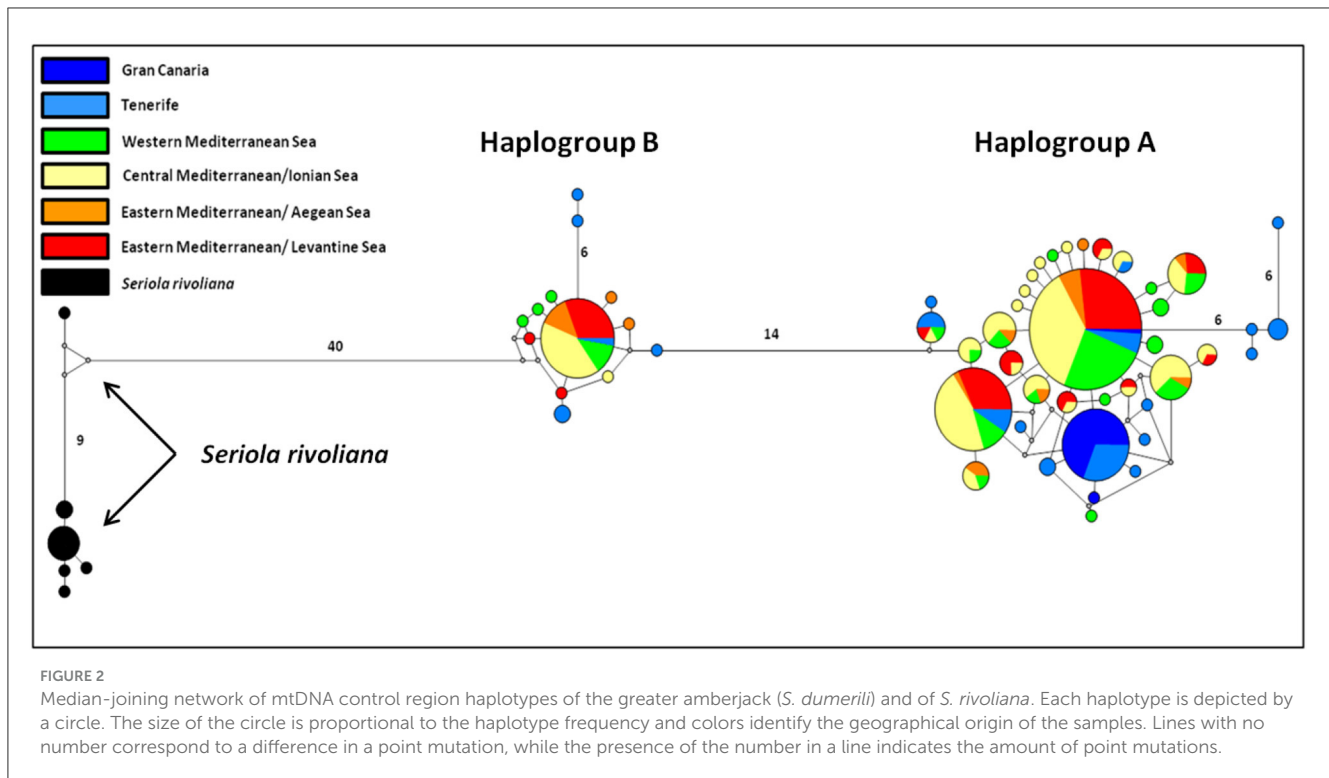 Gran Canaria
Tenerife
Western Mediterranean Sea
Central Mediterranean/Ionian Sea
Eastern Mediterranean/ Aegean Sea
Eastern Mediterranean/ Levantine Sea
Seriola rivoliana
Haplogroup B
Haplogroup A
6
6
6
40
14
9
Seriola rivoliana
FIGURE 2
Median-joining network of mtDNA control region haplotypes of the greater amberjack (S. dumerili) and of S. rivoliana. Each haplotype is depicted by
a circle. The size of the circle is proportional to the haplotype frequency and colors identify the geographical origin of the samples. Lines with no
number correspond to a difference in a point mutation, while the presence of the number in a line indicates the amount of point mutations.